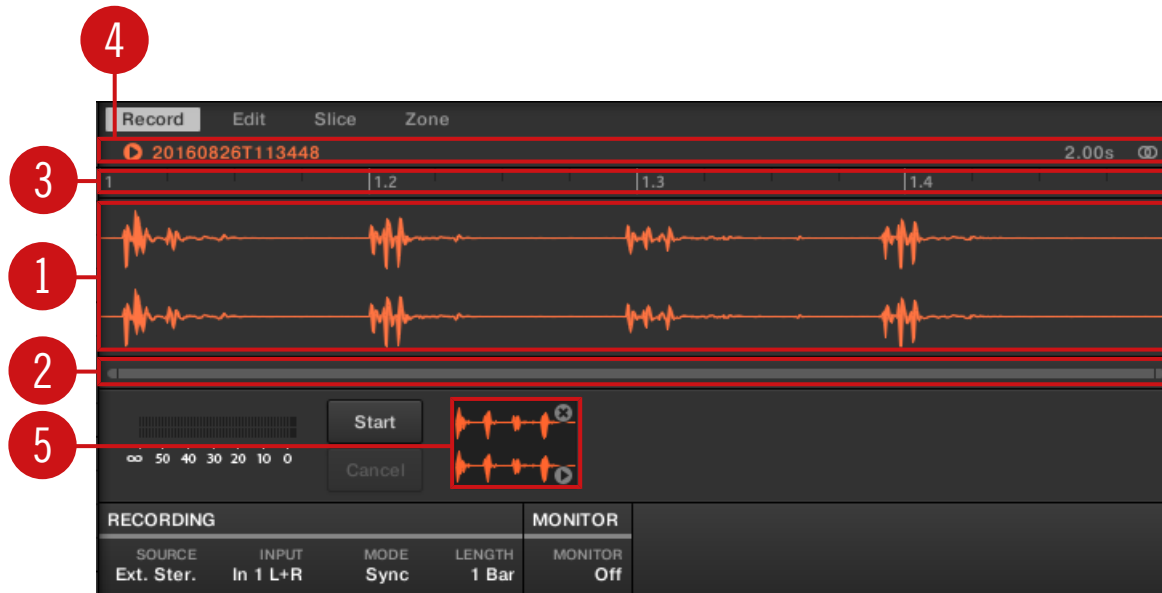 4
Record Edit Slice Zone
20160826T113448 2.00s
3
1 1.2 1.3 1.4
1
2
5
Start
∞ 50 40 30 20 10 0
Cancel
RECORDING MONITOR
SOURCE INPUT MODE LENGTH MONITOR
Ext. Ster. In 1 L+R Sync 1 Bar Off